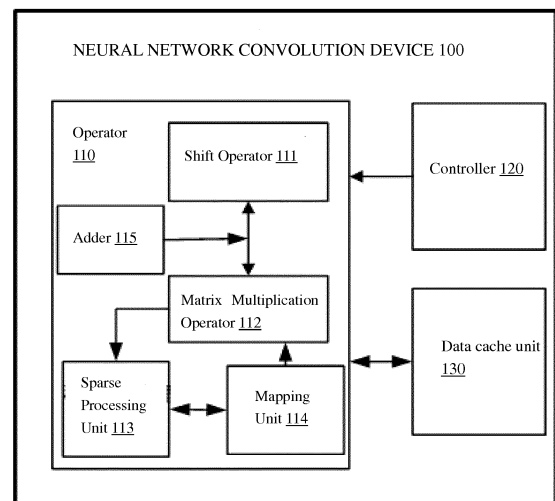 NEURAL NETWORK CONVOLUTION DEVICE 100
Operator
110
Shift Operator 111
Controller 120
Adder 115
Matrix Multiplication
Operator 112
Data cache unit
130
Sparse
Processing
Unit 113
Mapping
Unit 114